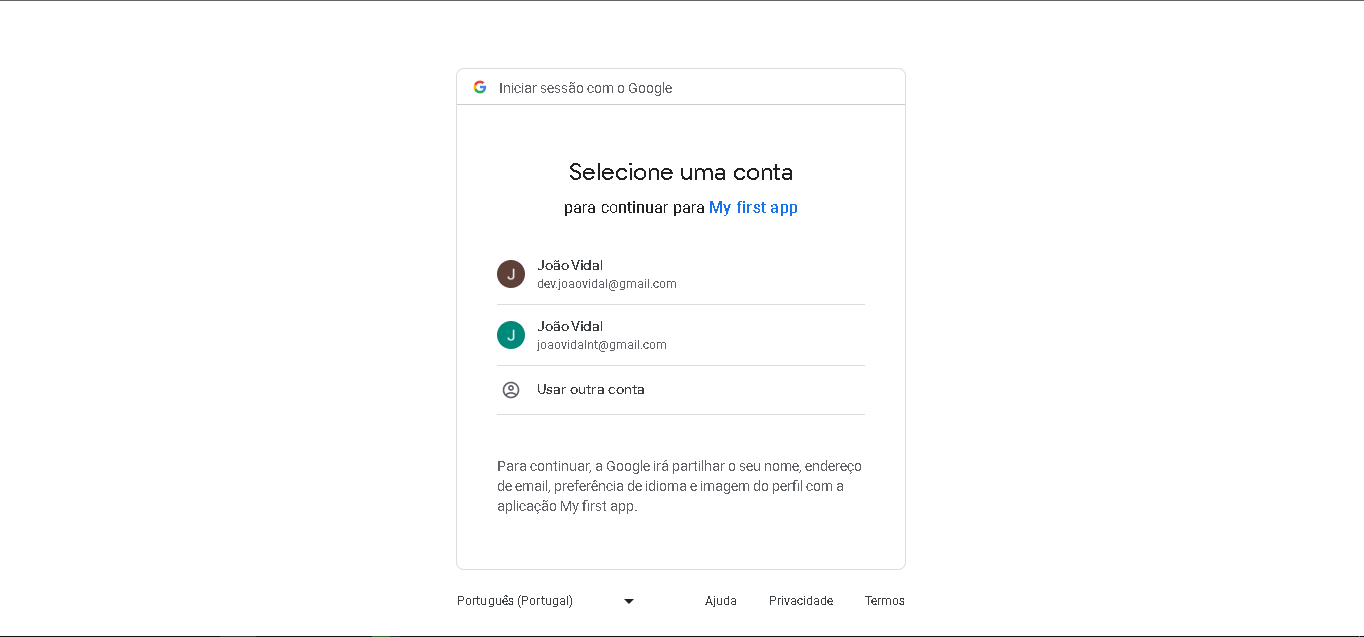 Iniciar sessão com o Google
Selecione uma conta
para continuar para My first app
J
João Vidal
dev.joaovidal@gmail.com
J
João Vidal
joaovidalnt@gmail.com
Usar outra conta
Para continuar, a Google irá partilhar o seu nome, endereço
de email, preferência de idioma e imagem do perfil com a
aplicação My first app.
Português (Portugal) Ajuda Privacidade Termos